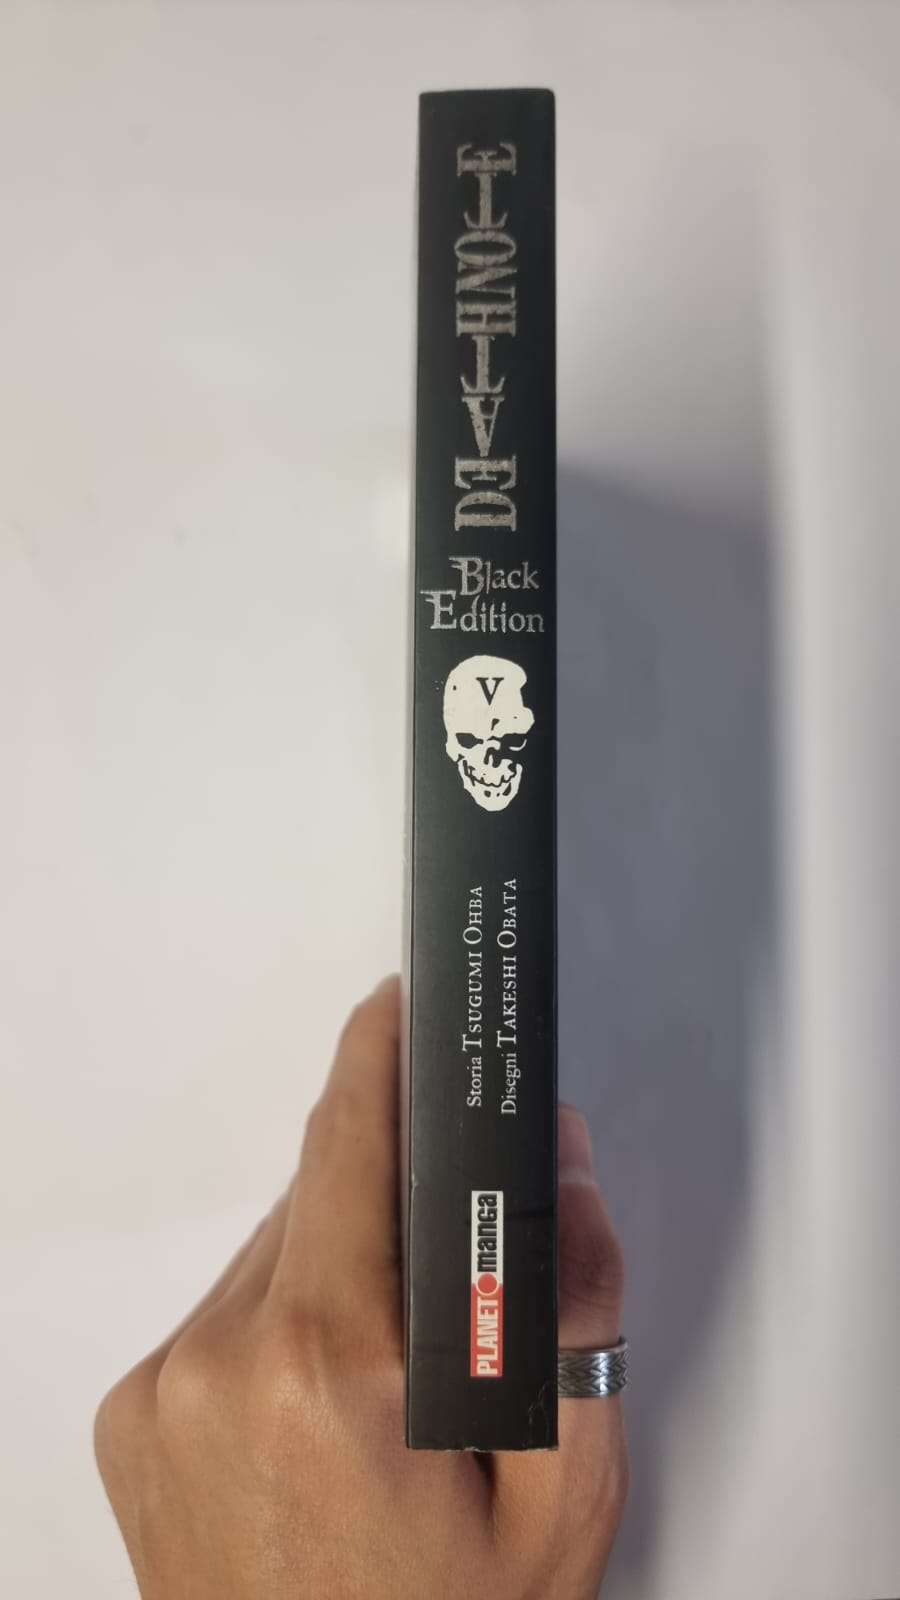 DEATH NOTE
Black
Edition
V
Storia TSUGUMI OHBA
Disegni TAKESHI OBATA
PLANET manga